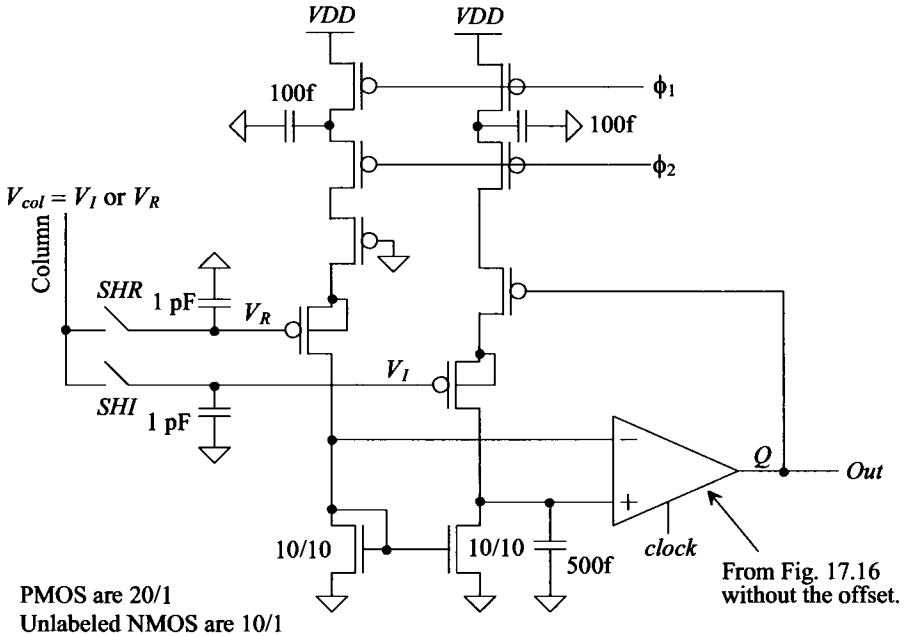 VDD VDD
100f
ϕ1
100f
ϕ2
Vcol = VI or VR
Column
SHR
1 pF
VR
VI
SHI
1 pF
−
+
Q
Out
clock
10/10
10/10
500f
From Fig. 17.16
without the offset.
PMOS are 20/1
Unlabeled NMOS are 10/1